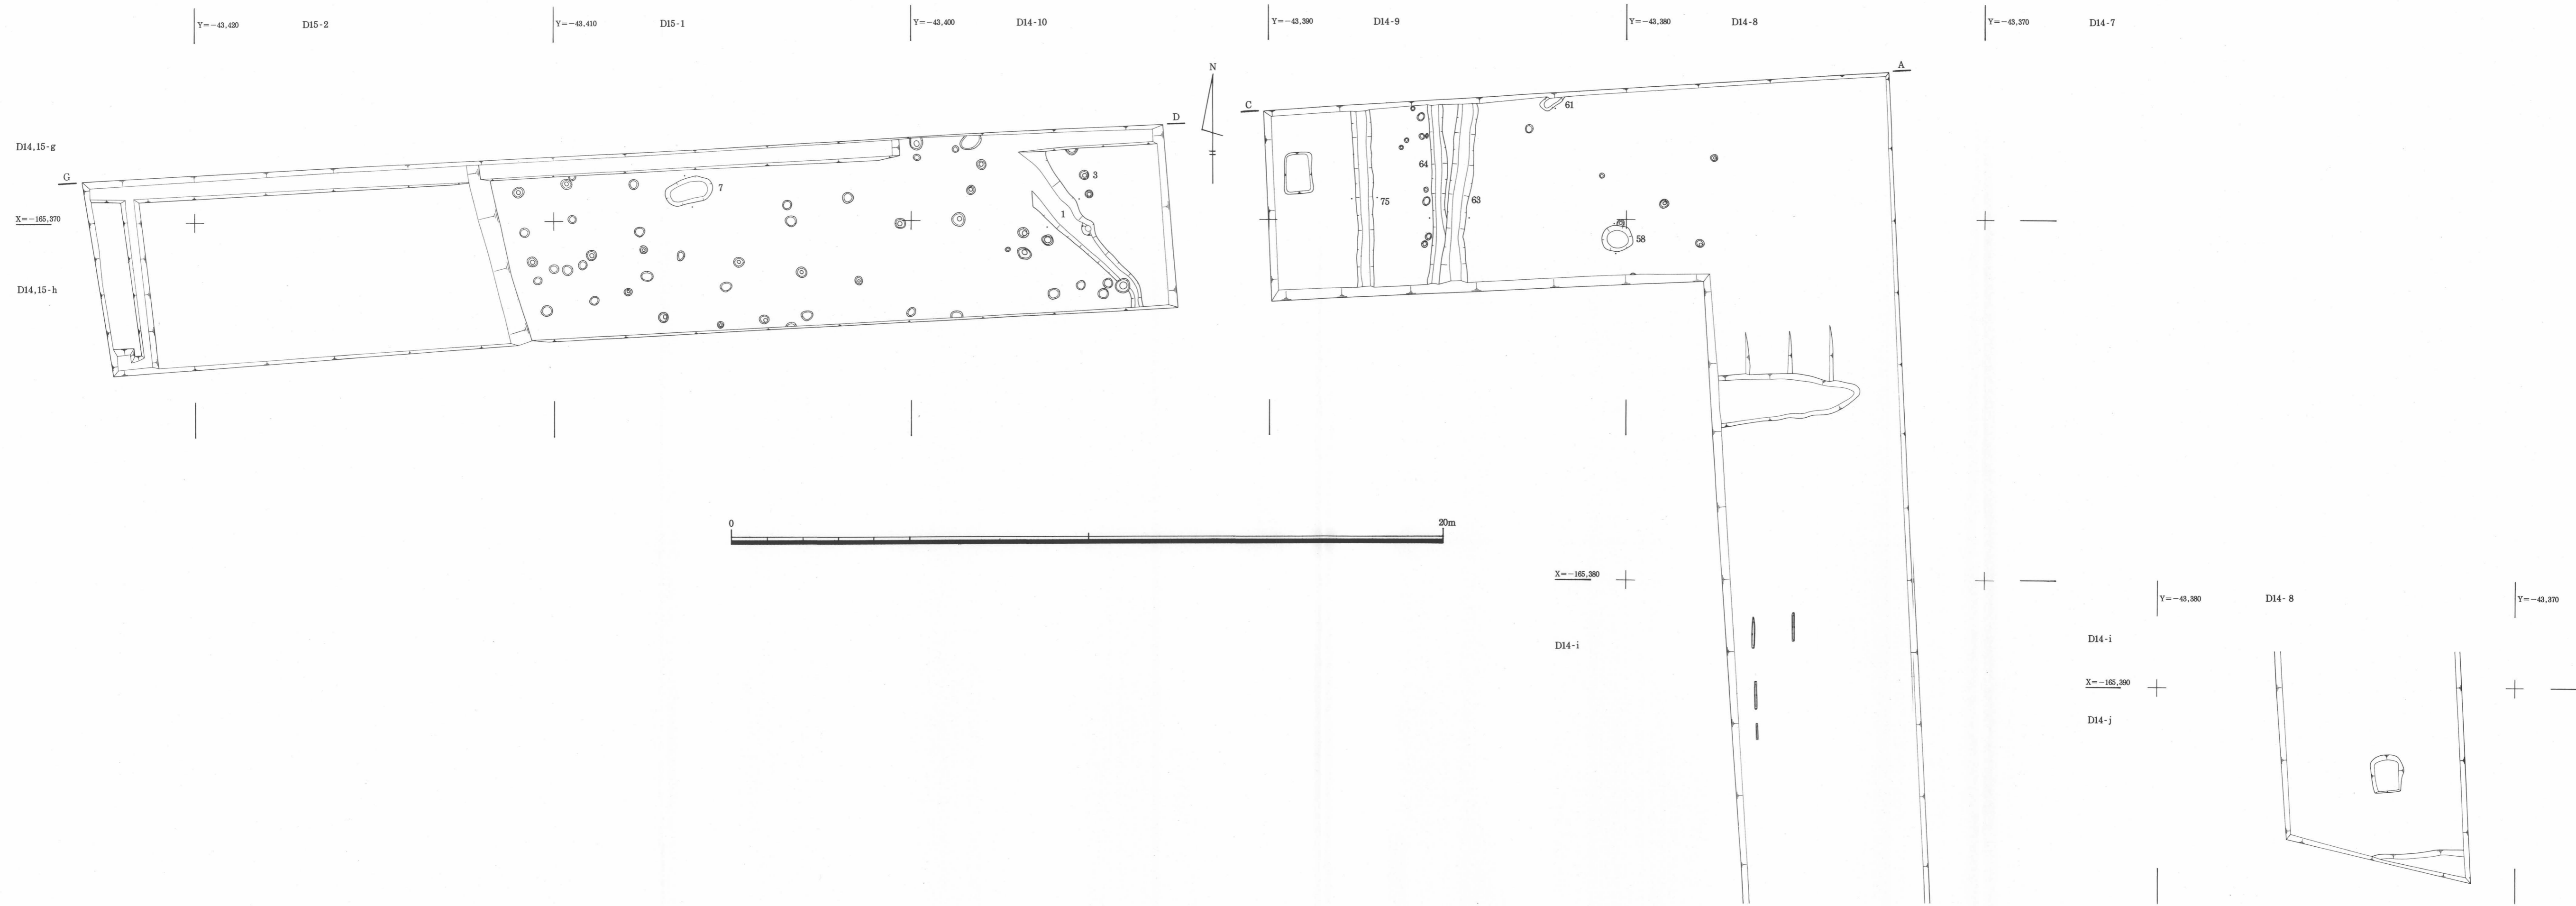 Y=−43,420 D15-2 Y=−43,410 D15-1 Y=−43,400 D14-10 Y=−43,390 D14-9 Y=−43,380 D14-8 Y=−43,370 D14-7
N
A
C
D
61
D14,15-g
64
3
G
7
75
63
1
X=−165,370
58
D14,15-h
0 20m
X=−165,380
Y=−43,380 D14-8 Y=−43,370
D14-i
D14-i
X=−165,390
D14-j